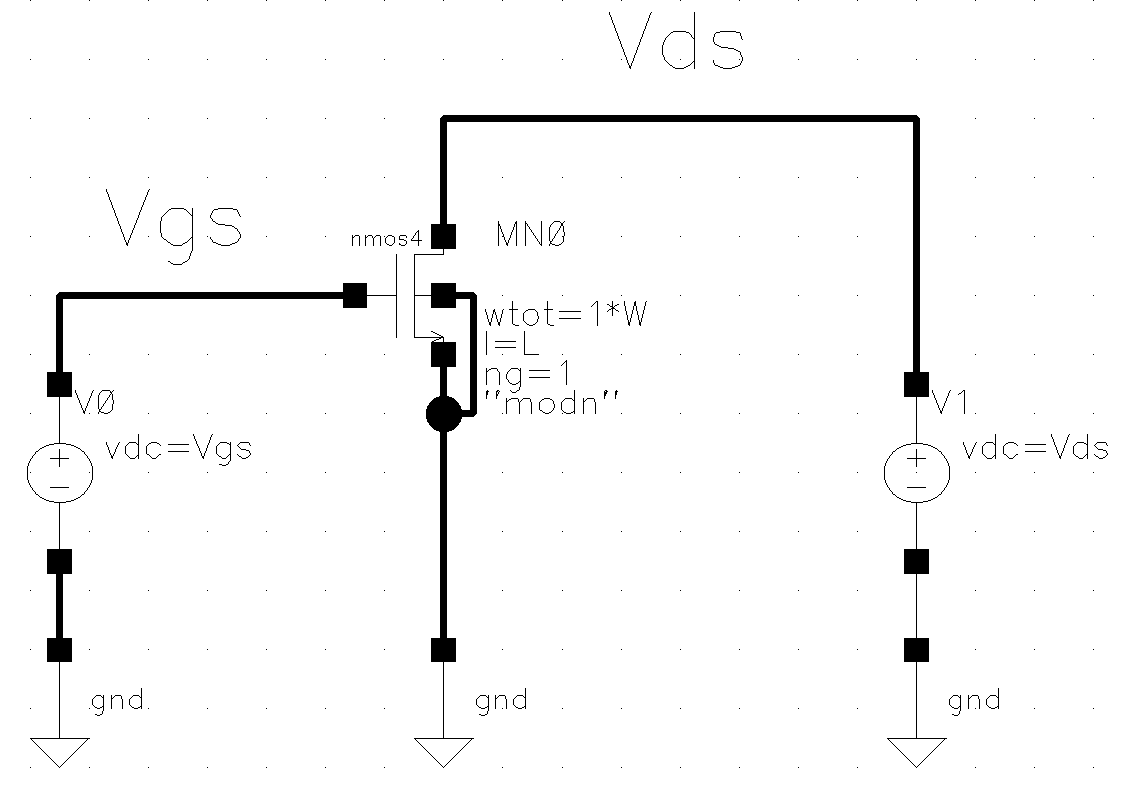 Vds
Vgs
nmos4
MNØ
wtot=1*W
l=L
ng=1
"modn"
VØ
vdc=Vgs
V1
vdc=Vds
gnd
gnd
gnd